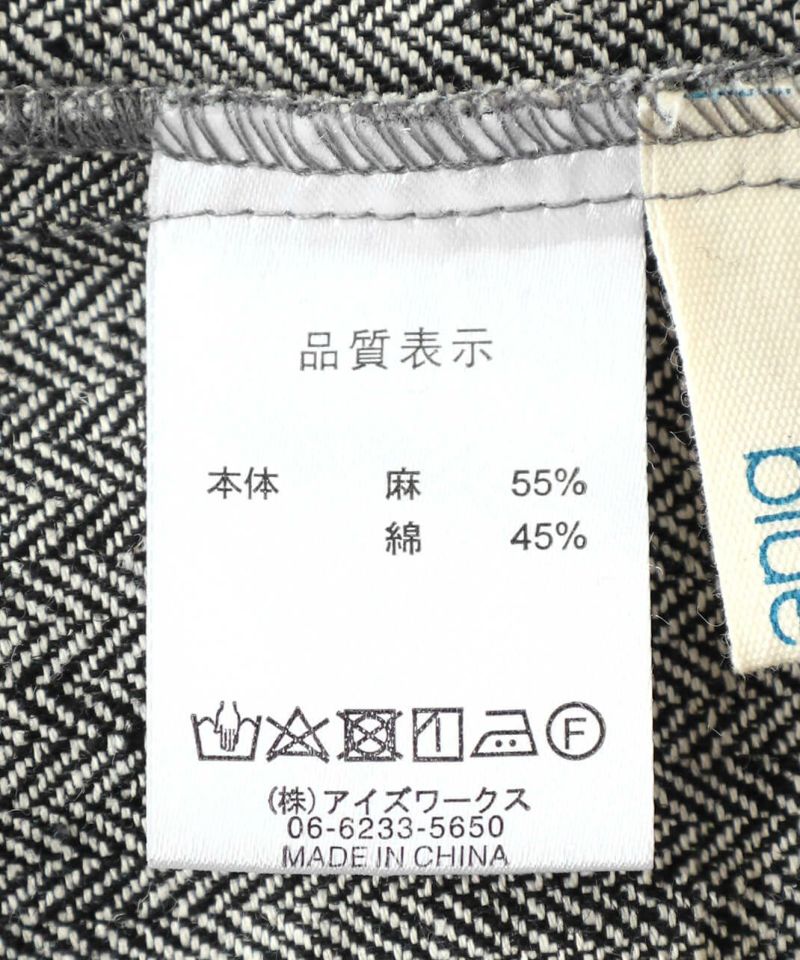 品質表示
本体 麻 55%
綿 45%
F
(株)アイズワークス
06-6233-5650
MADE IN CHINA
blue